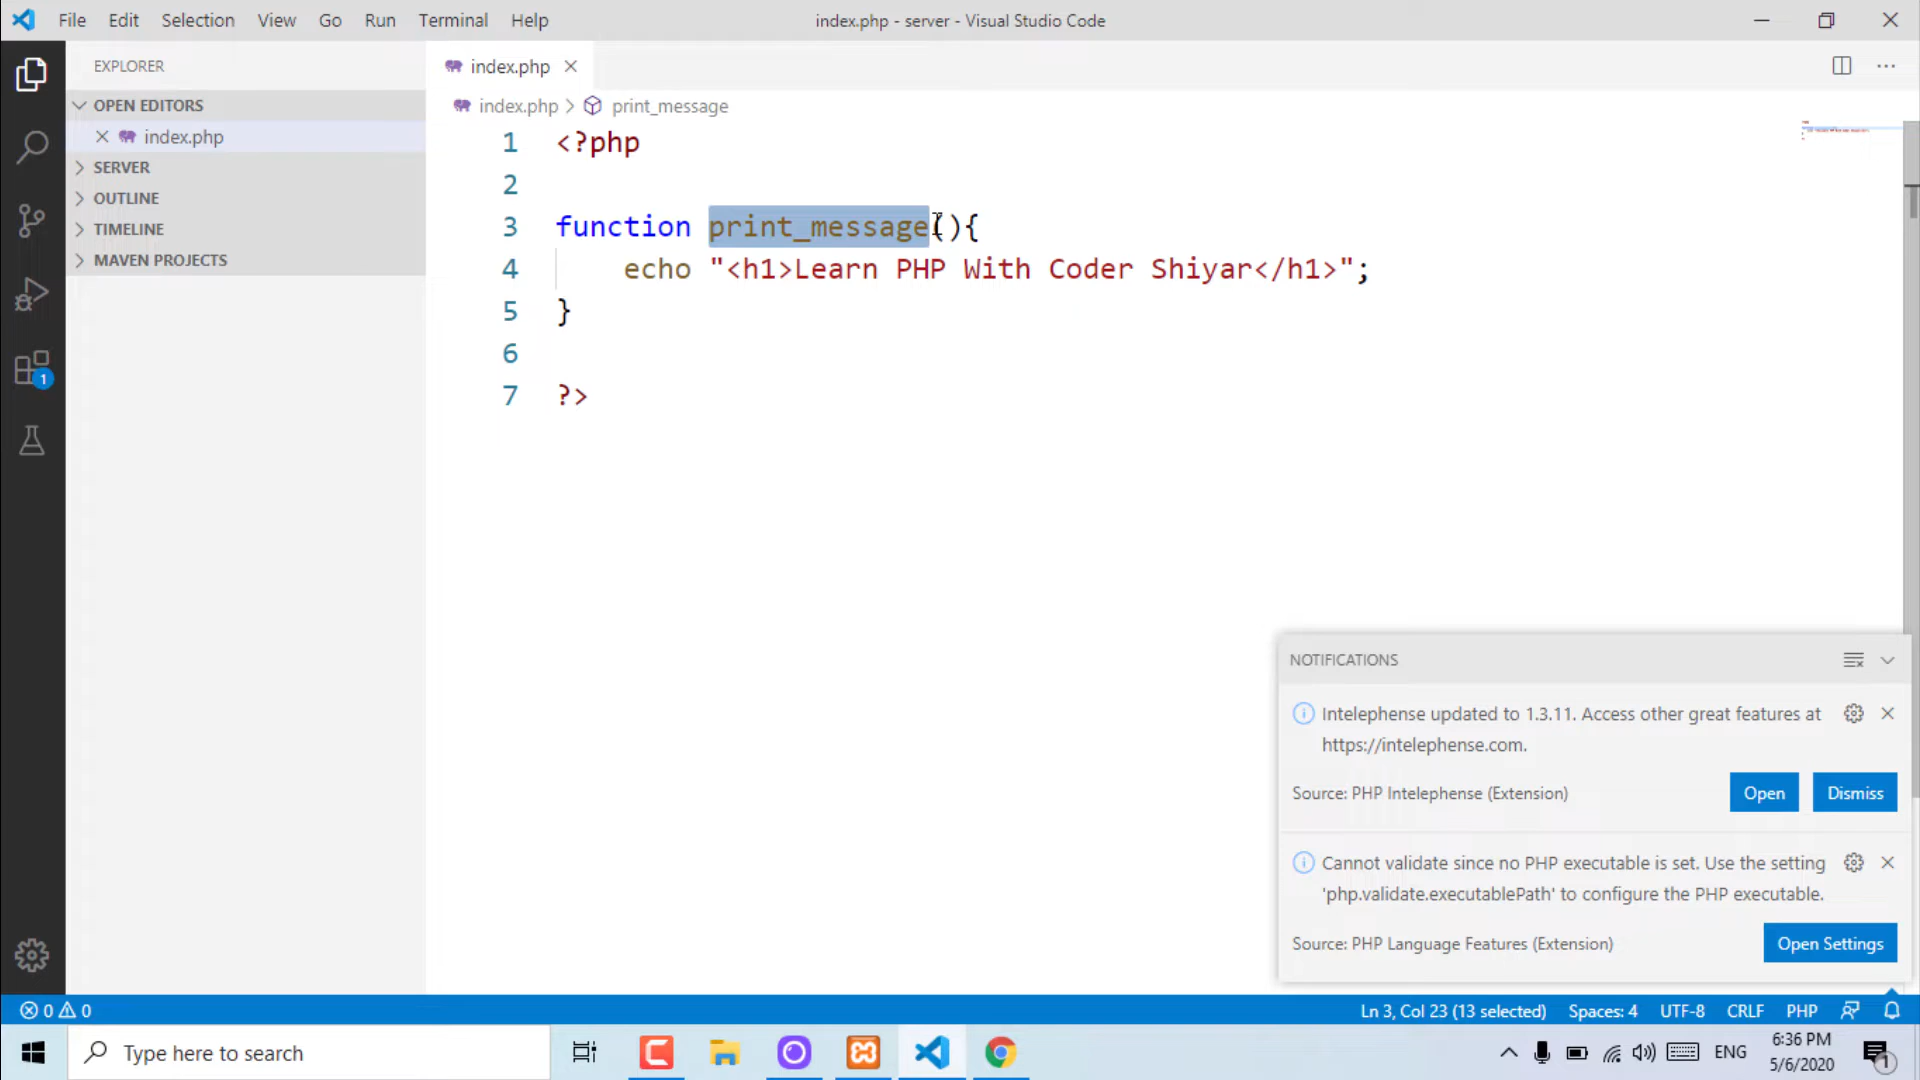 File Edit Selection View Go Run Terminal Help index.php - server - Visual Studio Code
EXPLORER
OPEN EDITORS
index.php
SERVER
OUTLINE
TIMELINE
MAVEN PROJECTS
1
index.php
index.php > print_message
1 <?php
2
3 function print_message(){
4 echo "<h1>Learn PHP With Coder Shiyar</h1>";
5 }
6
7 ?>
NOTIFICATIONS
Intelephense updated to 1.3.11. Access other great features at
https://intelephense.com.
Source: PHP Intelephense (Extension) Open Dismiss
Cannot validate since no PHP executable is set. Use the setting
'php.validate.executablePath' to configure the PHP executable.
Source: PHP Language Features (Extension) Open Settings
0 0 Ln 3, Col 23 (13 selected) Spaces: 4 UTF-8 CRLF PHP
Type here to search
ENG
6:36 PM
5/6/2020
1